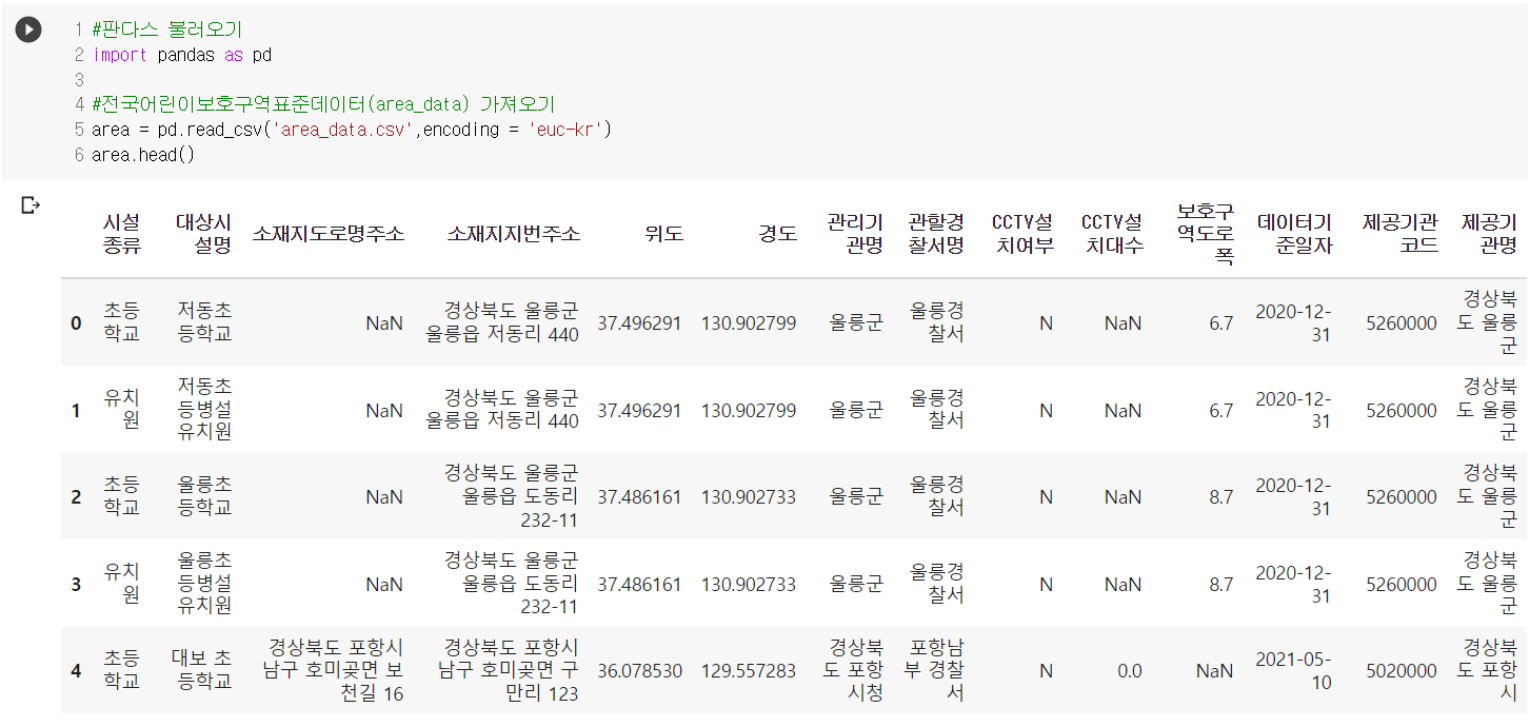 1 #판다스 불러오기
2 import pandas as pd
3
4 #전국어린이보호구역표준데이터(area_data) 가져오기
5 area = pd.read_csv('area_data.csv',encoding = 'euc-kr')
6 area.head()
시설종류 대상시설명 소재지도로명주소 소재지지번주소 위도 경도 관리기관명 관할경찰서명 CCTV설치여부 CCTV설치대수 보호구역도로폭 데이터기준일자 제공기관코드 제공기관명
0 초등학교 저동초등학교 NaN 경상북도 울릉군 울릉읍 저동리 440 37.496291 130.902799 울릉군 울릉경찰서 N NaN 6.7 2020-12-31 5260000 경상북도 울릉군
1 유치원 저동초등병설유치원 NaN 경상북도 울릉군 울릉읍 저동리 440 37.496291 130.902799 울릉군 울릉경찰서 N NaN 6.7 2020-12-31 5260000 경상북도 울릉군
2 초등학교 울릉초등학교 NaN 경상북도 울릉군 울릉읍 도동리 232-11 37.486161 130.902733 울릉군 울릉경찰서 N NaN 8.7 2020-12-31 5260000 경상북도 울릉군
3 유치원 울릉초등병설유치원 NaN 경상북도 울릉군 울릉읍 도동리 232-11 37.486161 130.902733 울릉군 울릉경찰서 N NaN 8.7 2020-12-31 5260000 경상북도 울릉군
4 초등학교 대보 초등학교 경상북도 포항시 남구 호미곶면 보천길 16 경상북도 포항시 남구 호미곶면 구만리 123 36.078530 129.557283 경상북도 포항시청 포항남부 경찰서 N 0.0 NaN 2021-05-10 5020000 경상북도 포항시